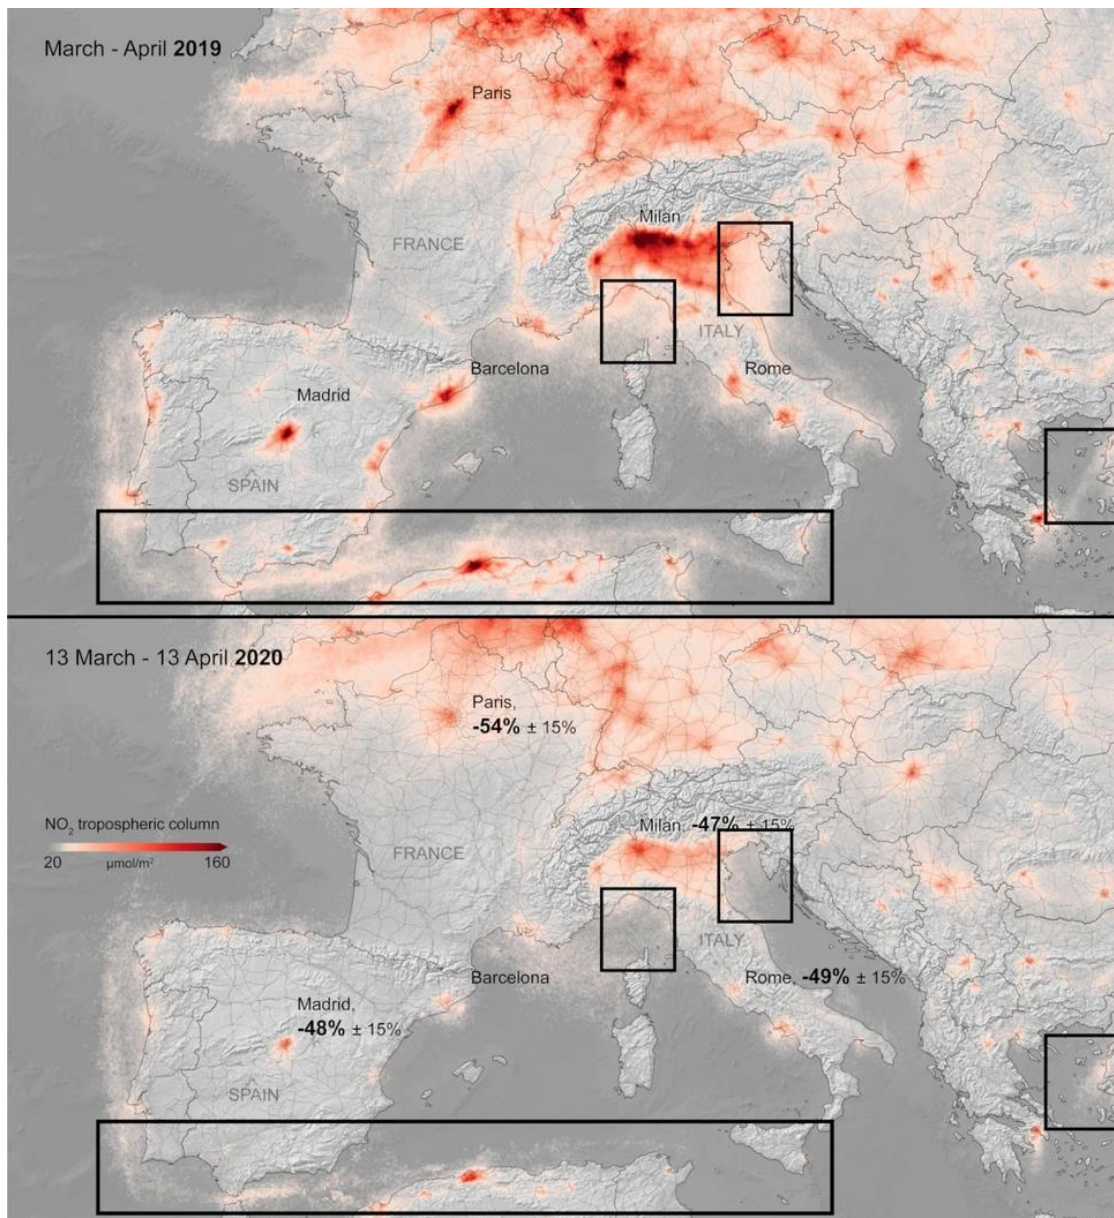 March - April 2019
Paris
Milan
FRANCE
ITALY
Barcelona
Rome
Madrid
SPAIN
13 March - 13 April 2020
Paris,
-54% ± 15%
NO₂ tropospheric column
20 µmol/m² 160
Milan, -47% ± 15%
FRANCE
ITALY
Barcelona
Rome, -49% ± 15%
Madrid,
-48% ± 15%
SPAIN